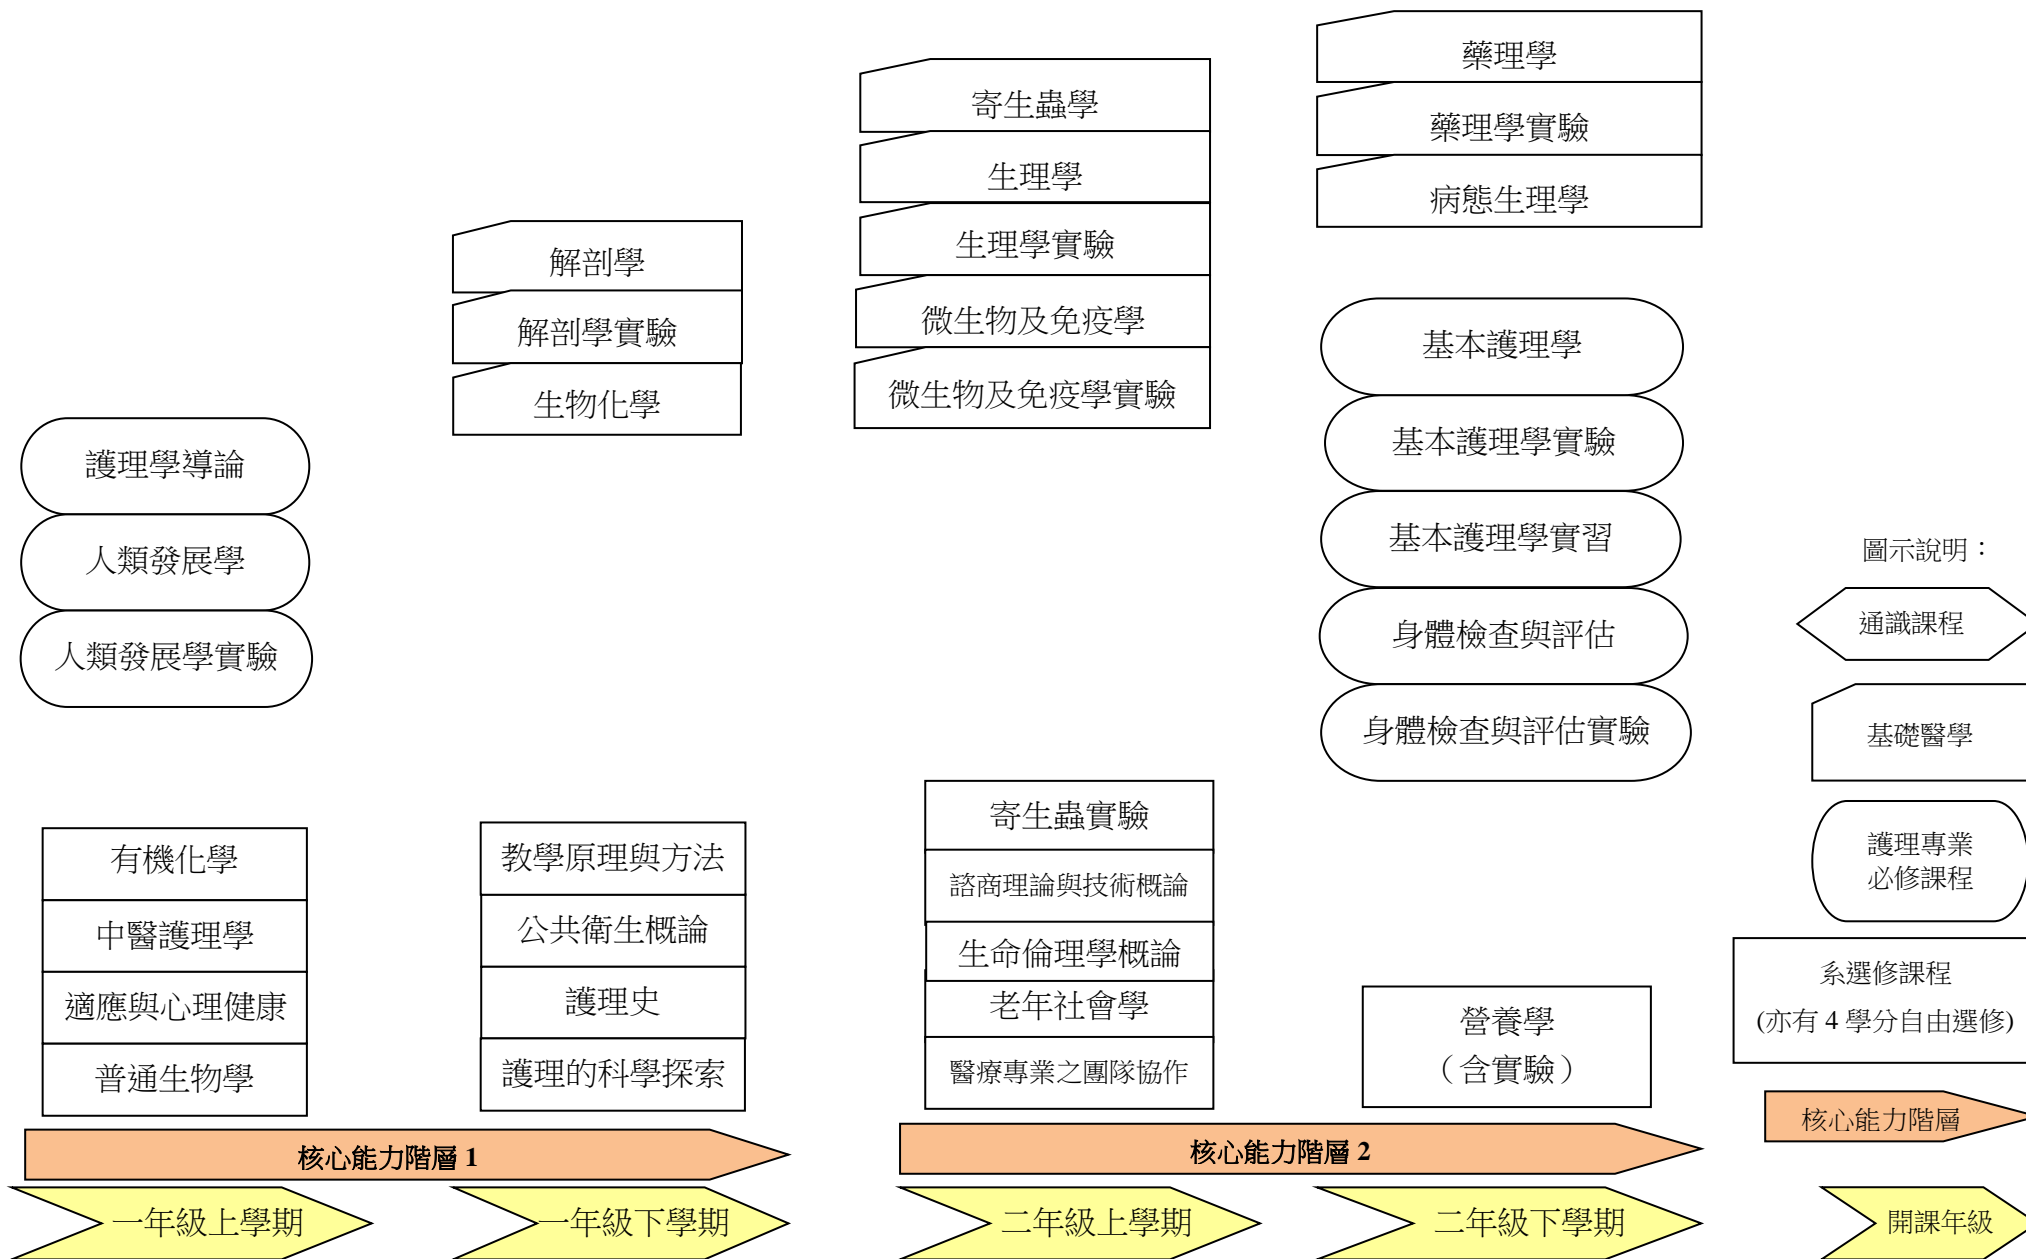 護理學導論
人類發展學
人類發展學實驗
有機化學
中醫護理學
適應與心理健康
普通生物學
解剖學
解剖學實驗
生物化學
教學原理與方法
公共衛生概論
護理史
護理的科學探索
寄生蟲學
生理學
生理學實驗
微生物及免疫學
微生物及免疫學實驗
寄生蟲實驗
諮商理論與技術概論
生命倫理學概論
老年社會學
醫療專業之團隊協作
藥理學
藥理學實驗
病態生理學
基本護理學
基本護理學實驗
基本護理學實習
身體檢查與評估
身體檢查與評估實驗
營養學
（含實驗）
核心能力階層 1
核心能力階層 2
一年級上學期
一年級下學期
二年級上學期
二年級下學期
圖示說明：
通識課程
基礎醫學
護理專業
必修課程
系選修課程
(亦有 4 學分自由選修)
核心能力階層
開課年級